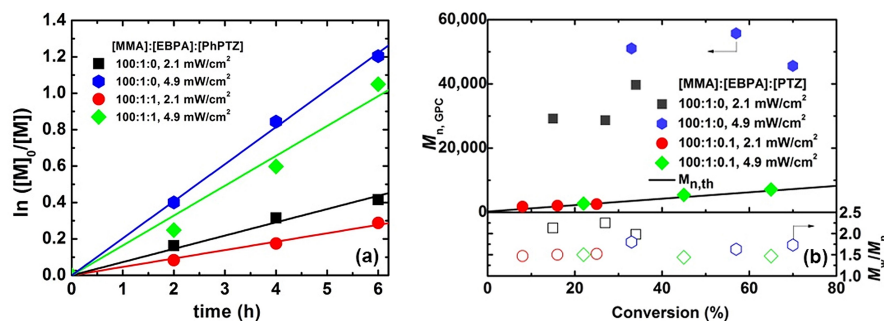 1.4
1.2
1.0
0.8
0.6
0.4
0.2
0.0
ln ([M]0/[M])
[MMA]:[EBPA]:[PhPTZ]
100:1:0, 2.1 mW/cm²
100:1:0, 4.9 mW/cm²
100:1:1, 2.1 mW/cm²
100:1:1, 4.9 mW/cm²
(a)
0 1 2 3 4 5 6
time (h)
60,000
40,000
20,000
0
Mn, GPC
[MMA]:[EBPA]:[PTZ]
100:1:0, 2.1 mW/cm²
100:1:0, 4.9 mW/cm²
100:1:0.1, 2.1 mW/cm²
100:1:0.1, 4.9 mW/cm²
Mn,th
2.5
2.0
1.5
1.0
Mw/Mn
(b)
0 20 40 60 80
Conversion (%)